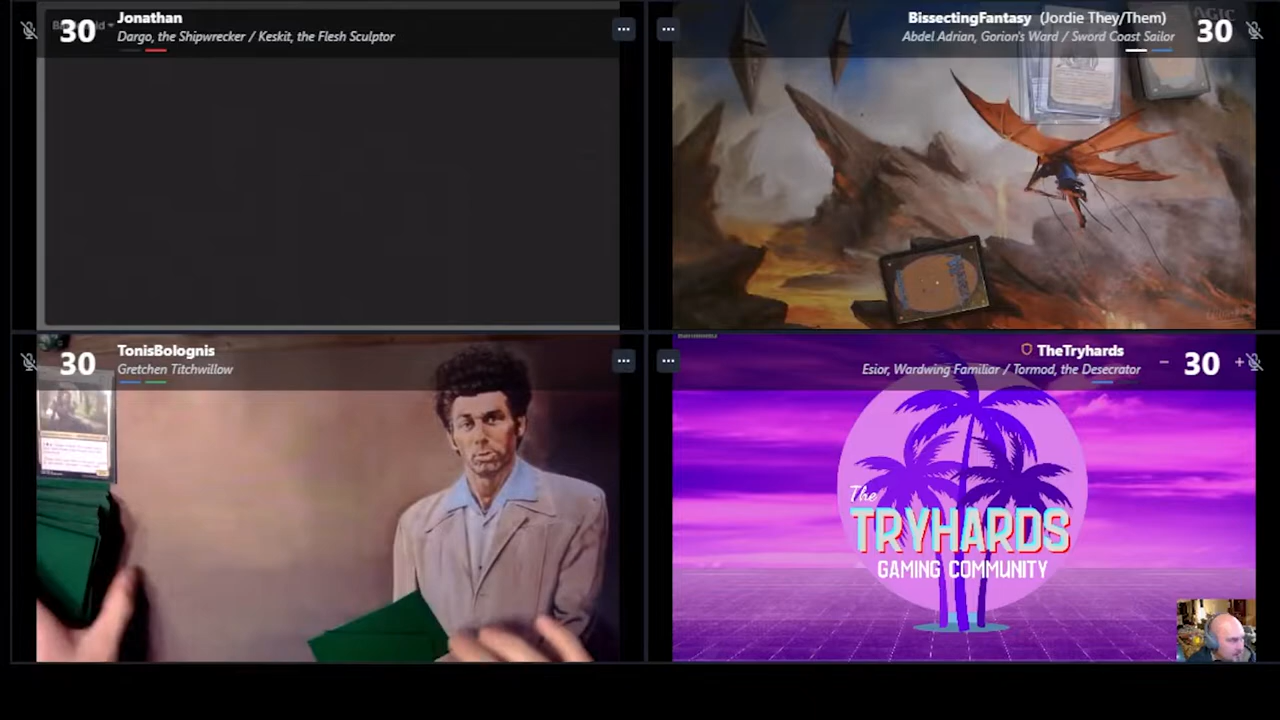 30
Jonathan
Dargo, the Shipwrecker / Keskit, the Flesh Sculptor
BissectingFantasy (Jordie They/Them)
Abdel Adrian, Gorion's Ward / Sword Coast Sailor
30
30
TonisBolognis
Gretchen Titchwillow
TheTryhards
Esior, Wardwing Familiar / Tormod, the Desecrator
- 30 +
The
TRYHARDS
GAMING COMMUNITY